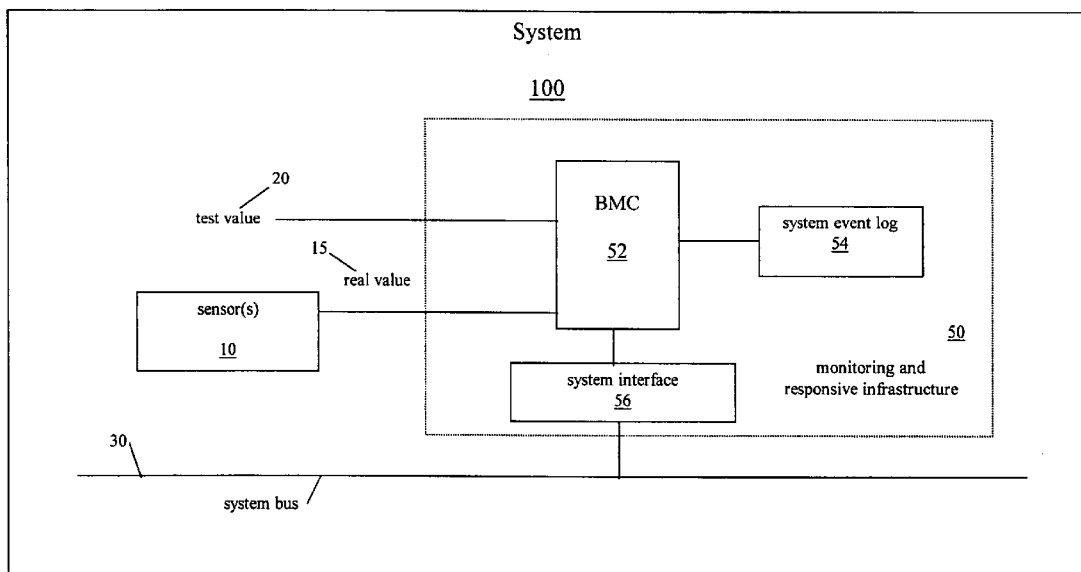 System
100
20
test value
BMC
52
system event log
54
15
real value
sensor(s)
10
50
monitoring and
responsive infrastructure
system interface
56
30
system bus